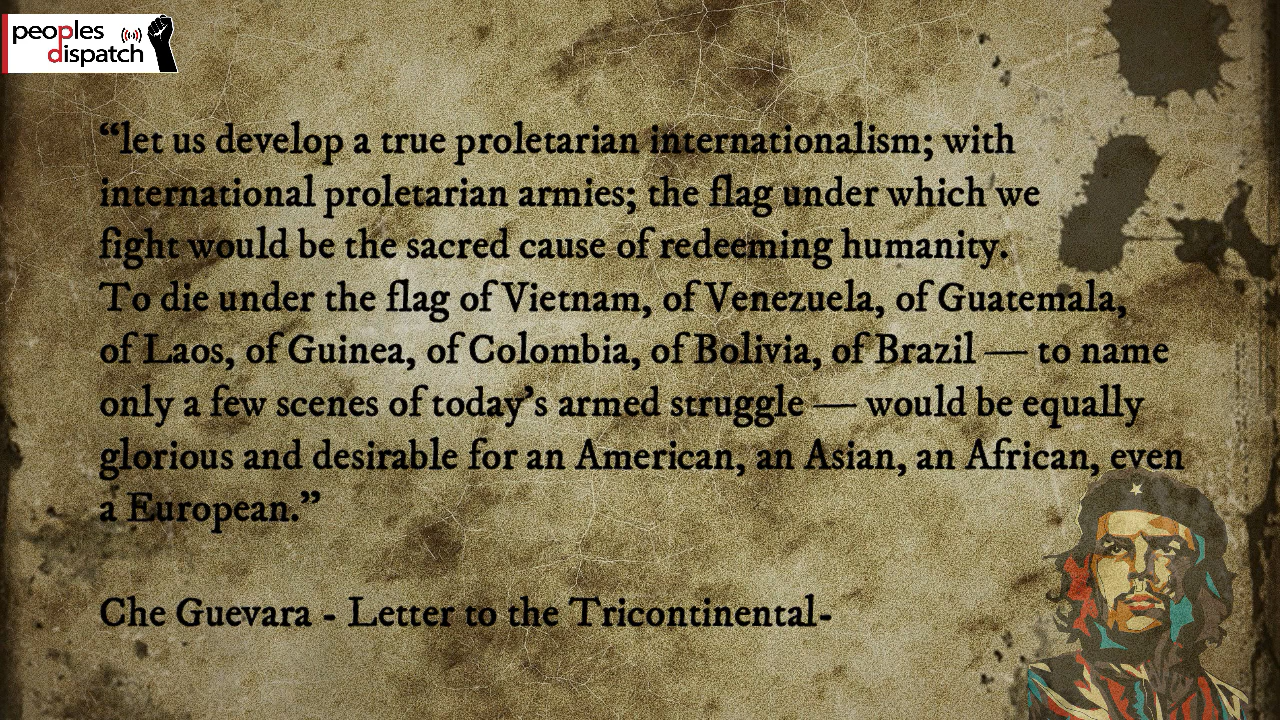 peoples
dispatch
“let us develop a true proletarian internationalism; with
international proletarian armies; the flag under which we
fight would be the sacred cause of redeeming humanity.
To die under the flag of Vietnam, of Venezuela, of Guatemala,
of Laos, of Guinea, of Colombia, of Bolivia, of Brazil — to name
only a few scenes of today’s armed struggle — would be equally
glorious and desirable for an American, an Asian, an African, even
a European.”
Che Guevara - Letter to the Tricontinental-